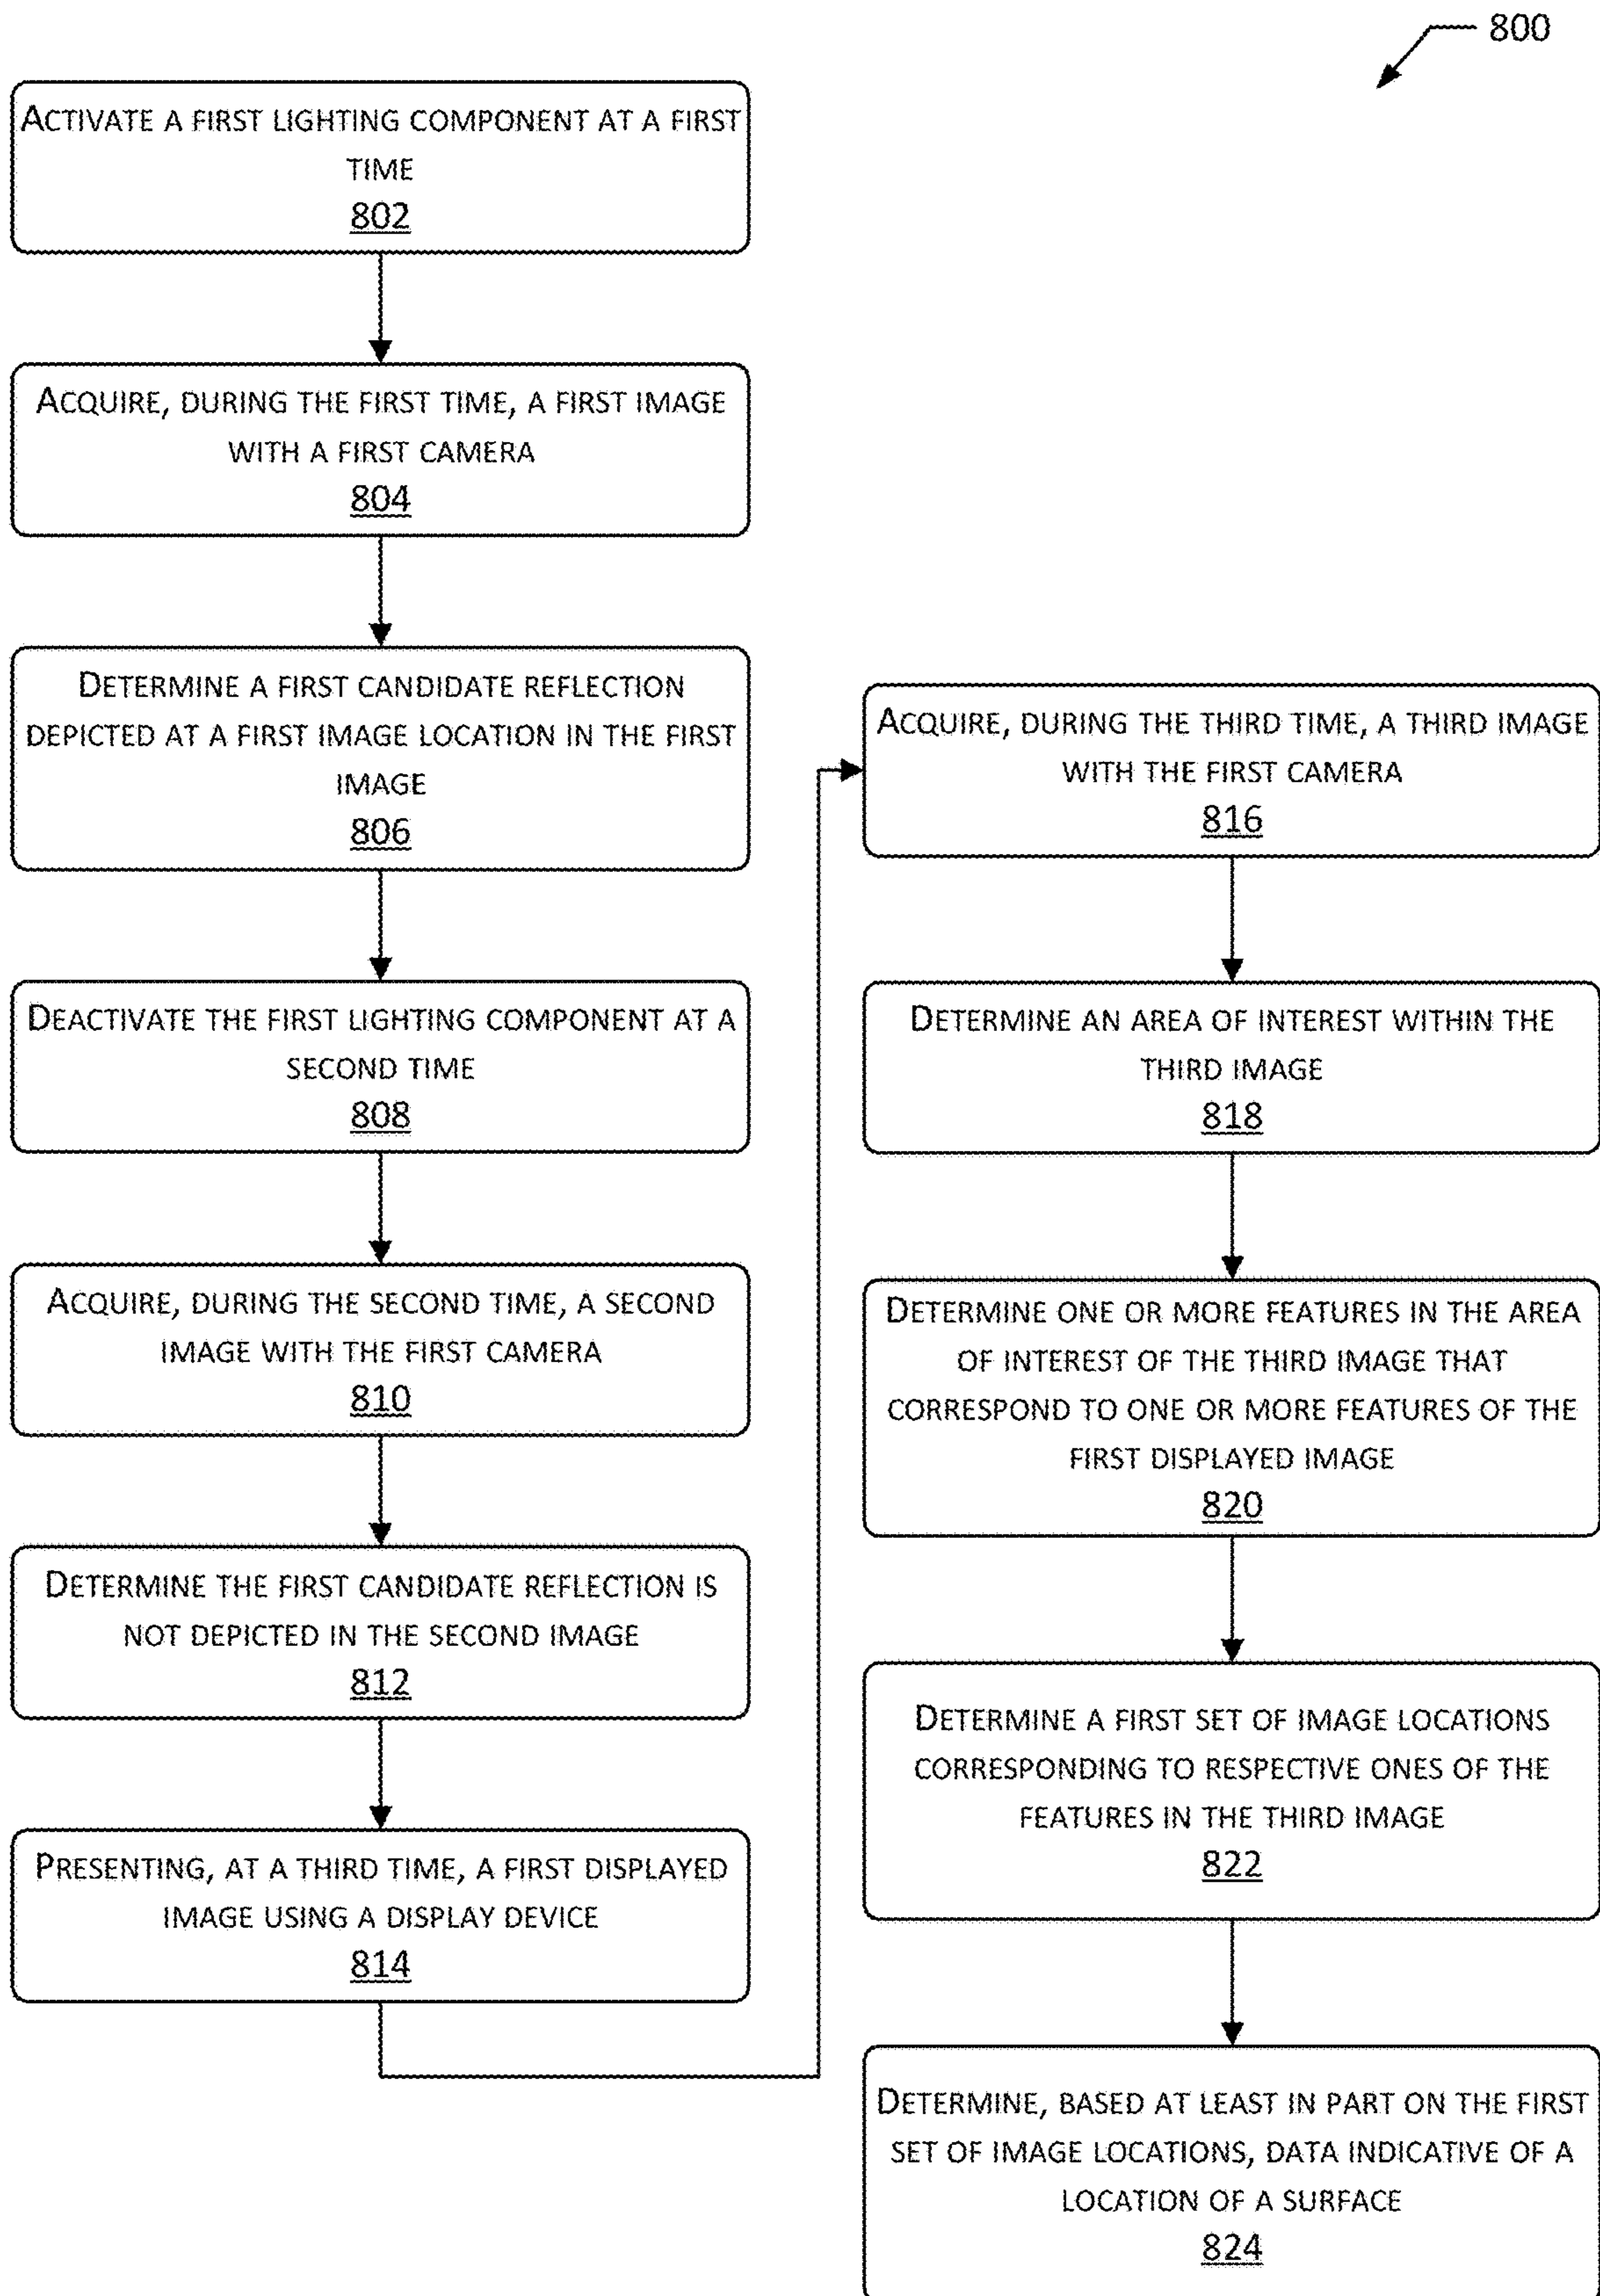 800
ACTIVATE A FIRST LIGHTING COMPONENT AT A FIRST
TIME
802
ACQUIRE, DURING THE FIRST TIME, A FIRST IMAGE
WITH A FIRST CAMERA
804
DETERMINE A FIRST CANDIDATE REFLECTION
DEPICTED AT A FIRST IMAGE LOCATION IN THE FIRST
IMAGE
806
DEACTIVATE THE FIRST LIGHTING COMPONENT AT A
SECOND TIME
808
ACQUIRE, DURING THE SECOND TIME, A SECOND
IMAGE WITH THE FIRST CAMERA
810
DETERMINE THE FIRST CANDIDATE REFLECTION IS
NOT DEPICTED IN THE SECOND IMAGE
812
PRESENTING, AT A THIRD TIME, A FIRST DISPLAYED
IMAGE USING A DISPLAY DEVICE
814
ACQUIRE, DURING THE THIRD TIME, A THIRD IMAGE
WITH THE FIRST CAMERA
816
DETERMINE AN AREA OF INTEREST WITHIN THE
THIRD IMAGE
818
DETERMINE ONE OR MORE FEATURES IN THE AREA
OF INTEREST OF THE THIRD IMAGE THAT
CORRESPOND TO ONE OR MORE FEATURES OF THE
FIRST DISPLAYED IMAGE
820
DETERMINE A FIRST SET OF IMAGE LOCATIONS
CORRESPONDING TO RESPECTIVE ONES OF THE
FEATURES IN THE THIRD IMAGE
822
DETERMINE, BASED AT LEAST IN PART ON THE FIRST
SET OF IMAGE LOCATIONS, DATA INDICATIVE OF A
LOCATION OF A SURFACE
824